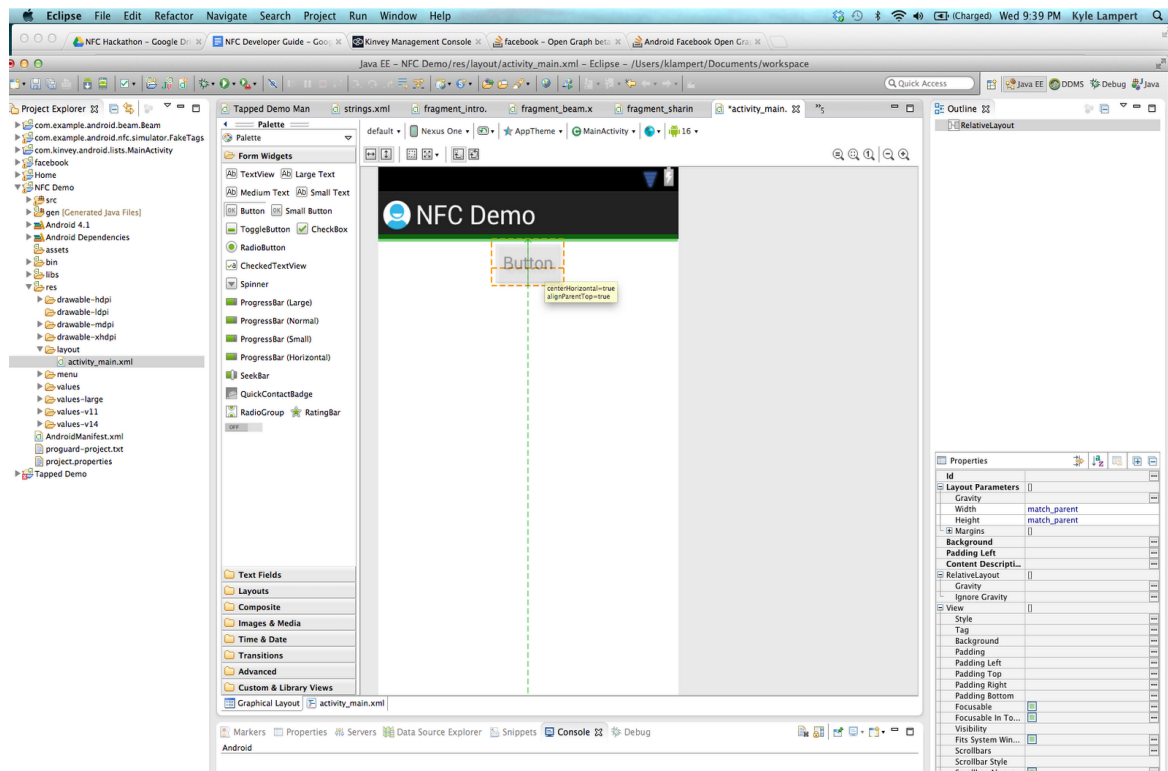 Eclipse File Edit Refactor Navigate Search Project Run Window Help (Charged) Wed 9:39 PM Kyle Lampert
NFC Hackathon – Google Dri NFC Developer Guide – Goog Kinvey Management Console facebook – Open Graph beta Android Facebook Open Gra
Java EE – NFC Demo/res/layout/activity_main.xml – Eclipse – /Users/klampert/Documents/workspace
Quick Access Java EE DDMS Debug Java
Project Explorer
com.example.android.beam.Beam
com.example.android.nfc.simulator.FakeTags
com.kinvey.android.lists.MainActivity
facebook
Home
NFC Demo
src
gen [Generated Java Files]
Android 4.1
Android Dependencies
assets
bin
libs
res
drawable-hdpi
drawable-ldpi
drawable-mdpi
drawable-xhdpi
layout
activity_main.xml
menu
values
values-large
values-v11
values-v14
AndroidManifest.xml
proguard-project.txt
project.properties
Tapped Demo
Tapped Demo Man strings.xml fragment_intro. fragment_beam.x fragment_sharin *activity_main. "5
Palette
Palette
Form Widgets
TextView Large Text
Medium Text Small Text
Button Small Button
ToggleButton CheckBox
RadioButton
CheckedTextView
Spinner
ProgressBar (Large)
ProgressBar (Normal)
ProgressBar (Small)
ProgressBar (Horizontal)
SeekBar
QuickContactBadge
RadioGroup RatingBar
OFF
Text Fields
Layouts
Composite
Images & Media
Time & Date
Transitions
Advanced
Custom & Library Views
Graphical Layout activity_main.xml
default Nexus One AppTheme MainActivity 16
NFC Demo
Button
centerHorizontal=true
alignParentTop=true
Markers Properties Servers Data Source Explorer Snippets Console Debug
Android
Outline
RelativeLayout
Properties
Id
Layout Parameters []
Gravity
Width match_parent
Height match_parent
Margins []
Background
Padding Left
Content Descripti...
RelativeLayout []
Gravity
Ignore Gravity
View []
Style
Tag
Background
Padding
Padding Left
Padding Top
Padding Right
Padding Bottom
Focusable
Focusable In To...
Visibility
Fits System Win...
Scrollbars
Scrollbar Style